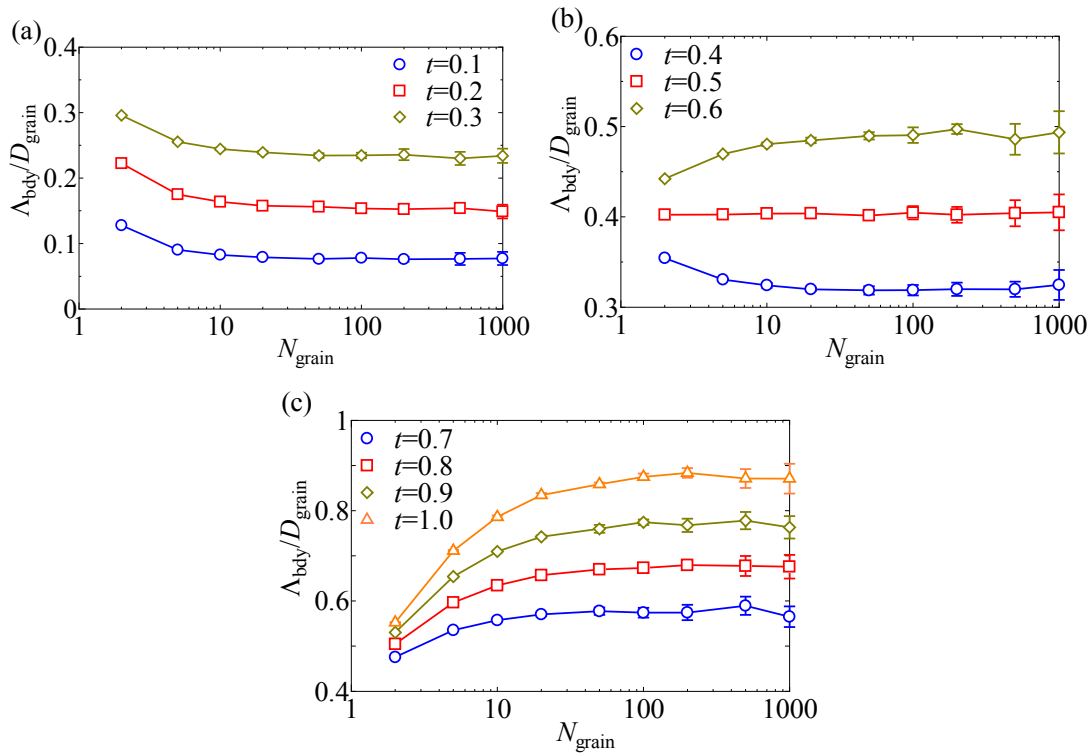 (a)
0.4
0.3
0.2
0.1
0
Λbdy/Dgrain
t=0.1
t=0.2
t=0.3
1 10 100 1000
Ngrain
(b)
0.6
0.5
0.4
0.3
Λbdy/Dgrain
t=0.4
t=0.5
t=0.6
1 10 100 1000
Ngrain
(c)
1
0.8
0.6
0.4
Λbdy/Dgrain
t=0.7
t=0.8
t=0.9
t=1.0
1 10 100 1000
Ngrain